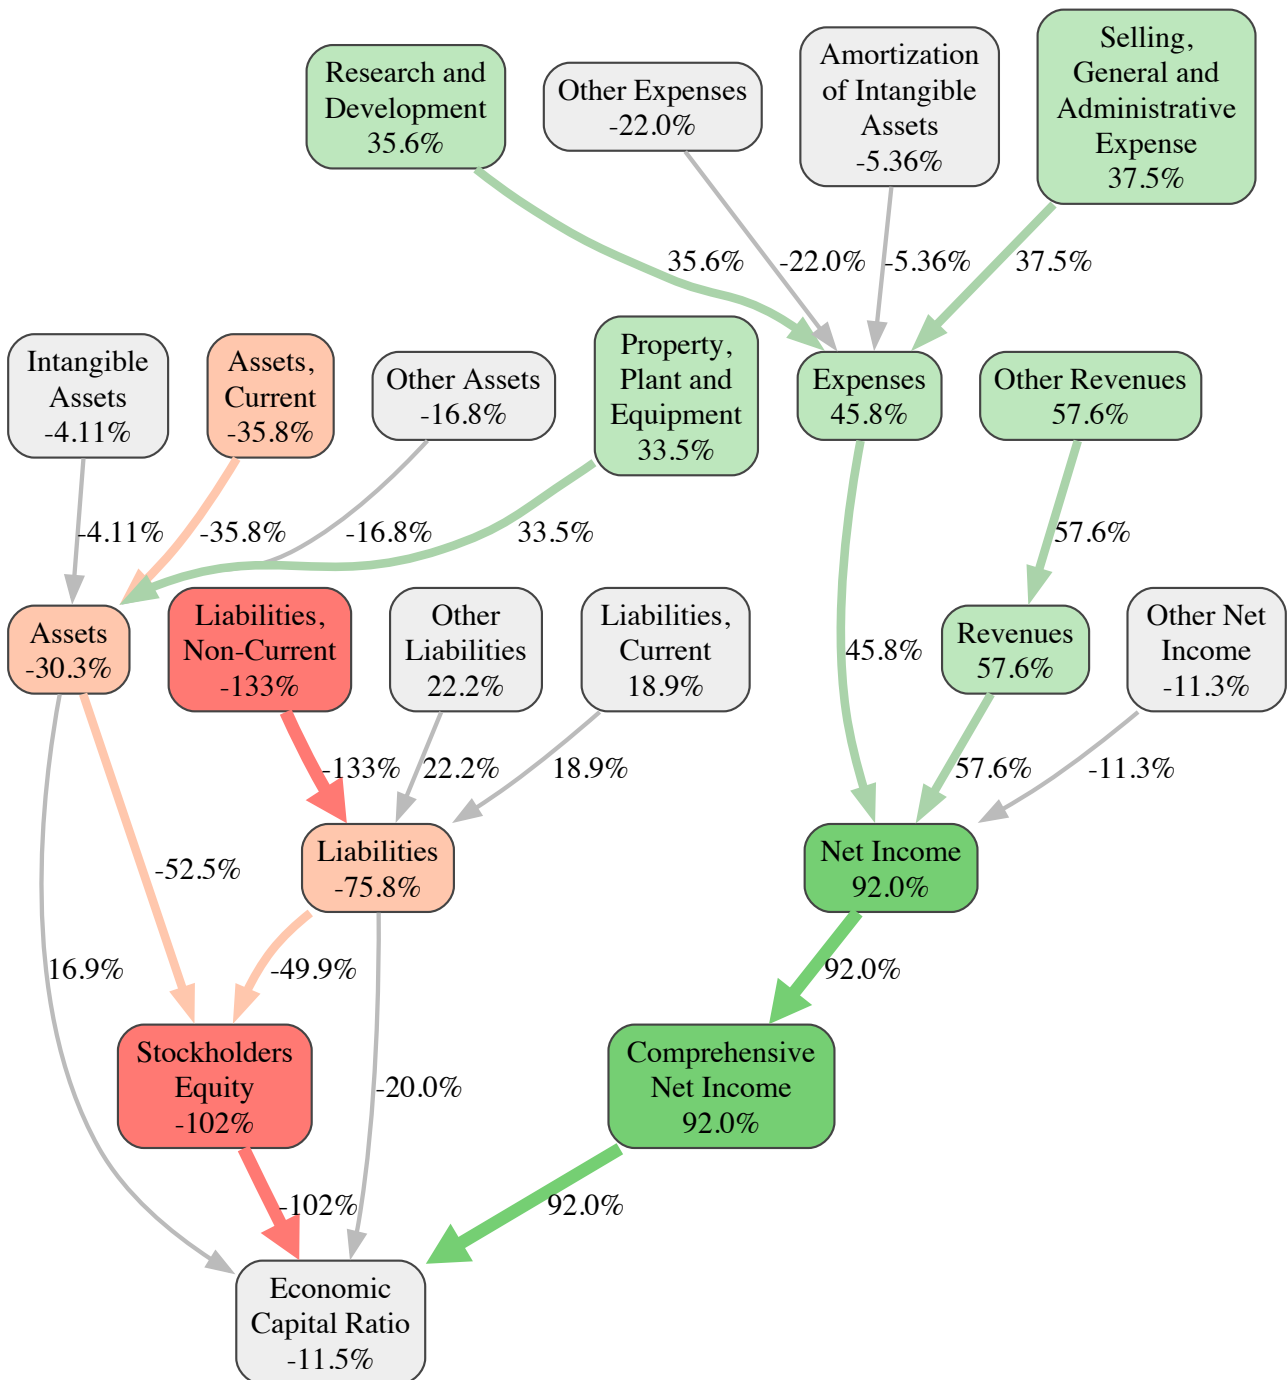 Research and
Development
35.6%
Other Expenses
-22.0%
Amortization
of Intangible
Assets
-5.36%
Selling,
General and
Administrative
Expense
37.5%
35.6%
-22.0%
-5.36%
37.5%
Intangible
Assets
-4.11%
Assets,
Current
-35.8%
Other Assets
-16.8%
Property,
Plant and
Equipment
33.5%
Expenses
45.8%
Other Revenues
57.6%
-4.11%
-35.8%
-16.8%
33.5%
57.6%
Assets
-30.3%
Liabilities,
Non-Current
-133%
Other
Liabilities
22.2%
Liabilities,
Current
18.9%
45.8%
Revenues
57.6%
Other Net
Income
-11.3%
-133%
22.2%
18.9%
57.6%
-11.3%
-52.5%
Liabilities
-75.8%
Net Income
92.0%
16.9%
-49.9%
92.0%
Stockholders
Equity
-102%
-20.0%
Comprehensive
Net Income
92.0%
-102%
92.0%
Economic
Capital Ratio
-11.5%